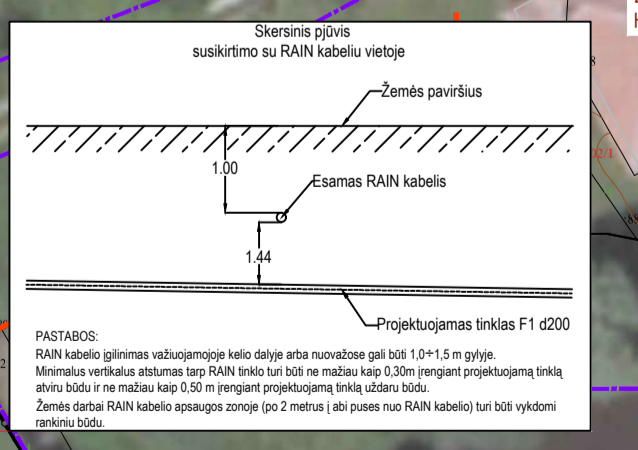 Skersinis pjūvis
susikirtimo su RAIN kabeliu vietoje
Žemės paviršius
1.00
Esamas RAIN kabelis
1.44
Projektuojamas tinklas F1 d200
PASTABOS:
RAIN kabelio įgilinimas važiuojamojoje kelio dalyje arba nuovažose gali būti 1,0÷1,5 m gylyje.
Minimalus vertikalus atstumas tarp RAIN tinklo turi būti ne mažiau kaip 0,30m įrengiant projektuojamą tinklą
atviru būdu ir ne mažiau kaip 0,50 m įrengiant projektuojamą tinklą uždaru būdu.
Žemės darbai RAIN kabelio apsaugos zonoje (po 2 metrus į abi puses nuo RAIN kabelio) turi būti vykdomi
rankiniu būdu.